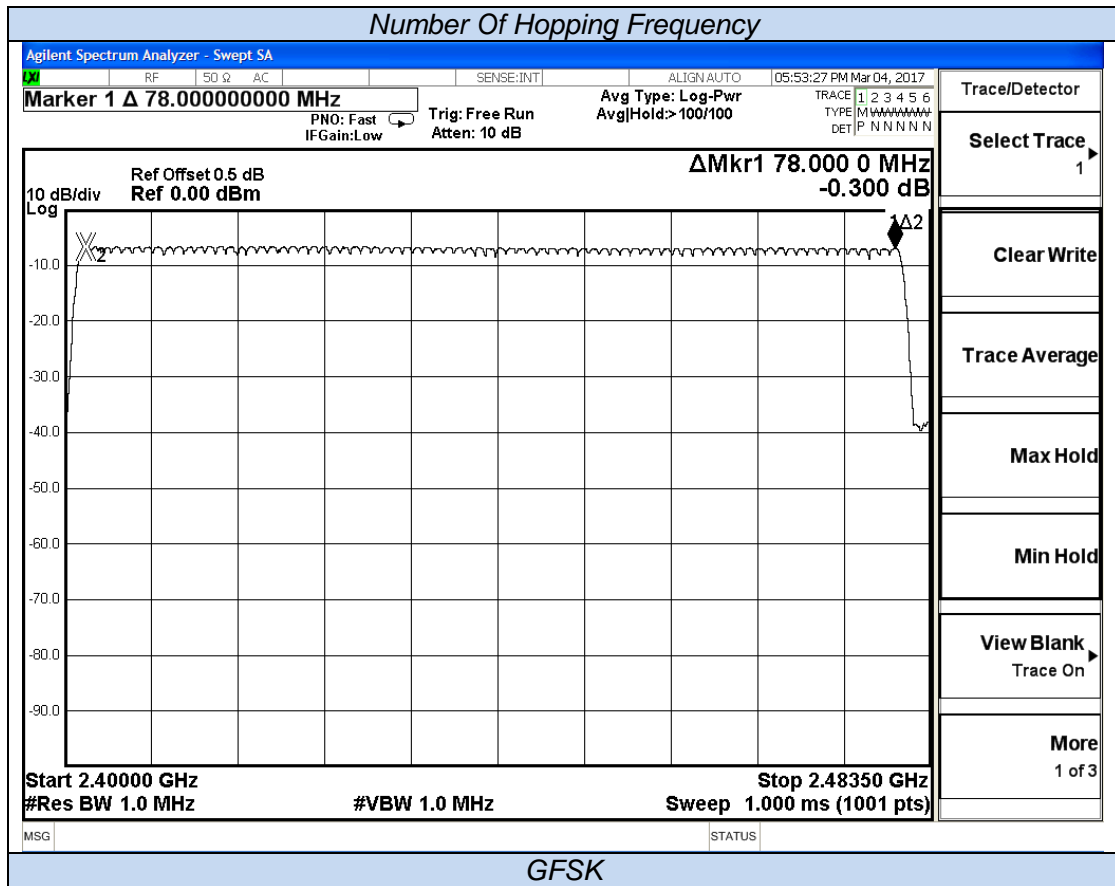 Number Of Hopping Frequency
Agilent Spectrum Analyzer - Swept SA
LXI RF 50 Ω AC SENSE:INT ALIGN AUTO 05:53:27 PM Mar 04, 2017
Marker 1 Δ 78.000000000 MHz
PNO: Fast
IFGain:Low
Trig: Free Run
Atten: 10 dB
Avg Type: Log-Pwr
Avg|Hold:>100/100
TRACE 1 2 3 4 5 6
TYPE M
DET P N N N N N
ΔMkr1 78.000 0 MHz
-0.300 dB
Ref Offset 0.5 dB
10 dB/div Ref 0.00 dBm
Log
1Δ2
2
-10.0
-20.0
-30.0
-40.0
-50.0
-60.0
-70.0
-80.0
-90.0
Start 2.40000 GHz Stop 2.48350 GHz
#Res BW 1.0 MHz #VBW 1.0 MHz Sweep 1.000 ms (1001 pts)
MSG STATUS
Trace/Detector
Select Trace
1
Clear Write
Trace Average
Max Hold
Min Hold
View Blank
Trace On
More
1 of 3
GFSK